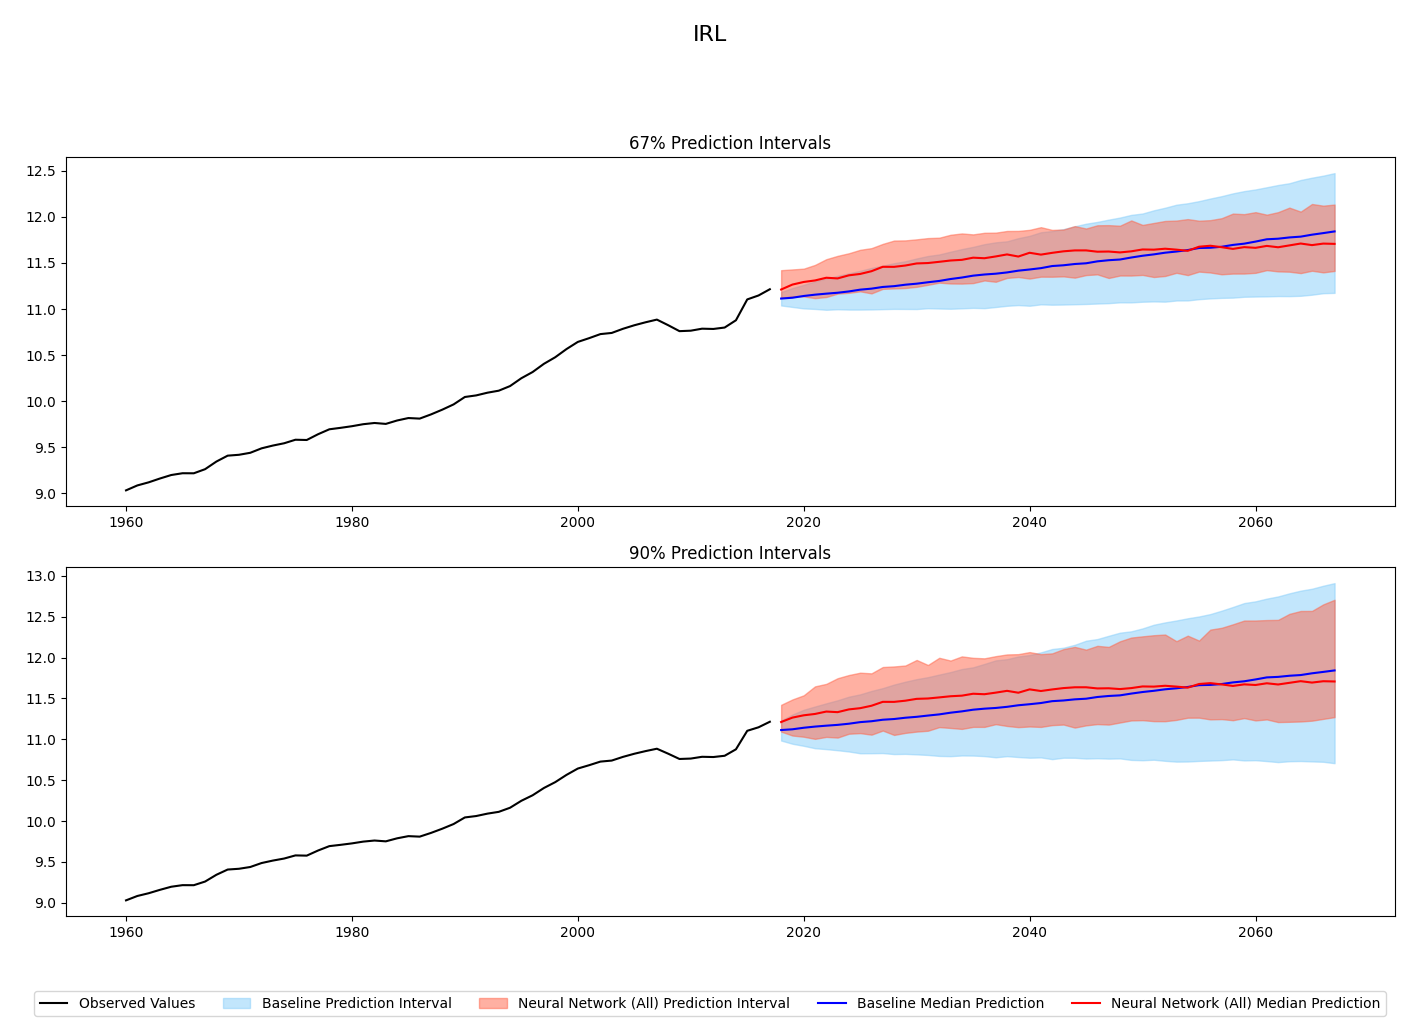 IRL
67% Prediction Intervals
12.5
12.0
11.5
11.0
10.5
10.0
9.5
9.0
1960 1980 2000 2020 2040 2060
90% Prediction Intervals
13.0
12.5
12.0
11.5
11.0
10.5
10.0
9.5
9.0
1960 1980 2000 2020 2040 2060
Observed Values Baseline Prediction Interval Neural Network (All) Prediction Interval Baseline Median Prediction Neural Network (All) Median Prediction